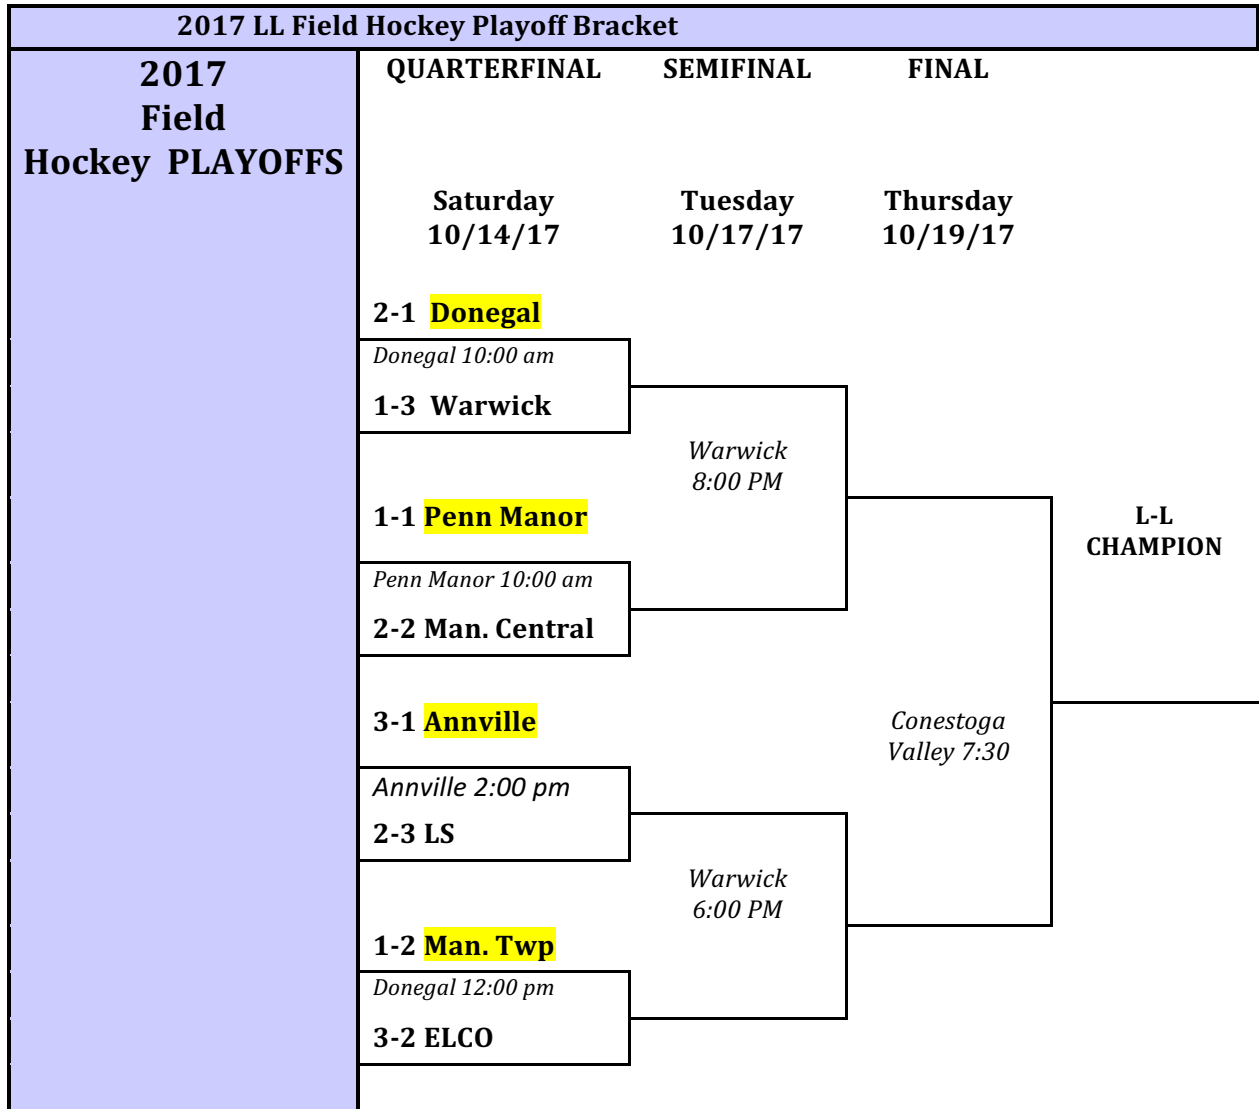 2017 LL Field Hockey Playoff Bracket
2017
Field
Hockey PLAYOFFS
QUARTERFINAL
SEMIFINAL
FINAL
Saturday
10/14/17
Tuesday
10/17/17
Thursday
10/19/17
2-1 Donegal
Donegal 10:00 am
1-3 Warwick
Warwick
8:00 PM
1-1 Penn Manor
Penn Manor 10:00 am
2-2 Man. Central
L-L
CHAMPION
3-1 Annville
Annville 2:00 pm
2-3 LS
Conestoga
Valley 7:30
Warwick
6:00 PM
1-2 Man. Twp
Donegal 12:00 pm
3-2 ELCO